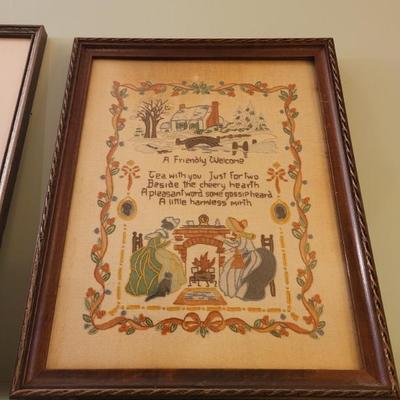 A Friendly Welcome
Tea with you Just for two
Beside the cheery hearth
A pleasant word some gossip heard
A little harmless mirth